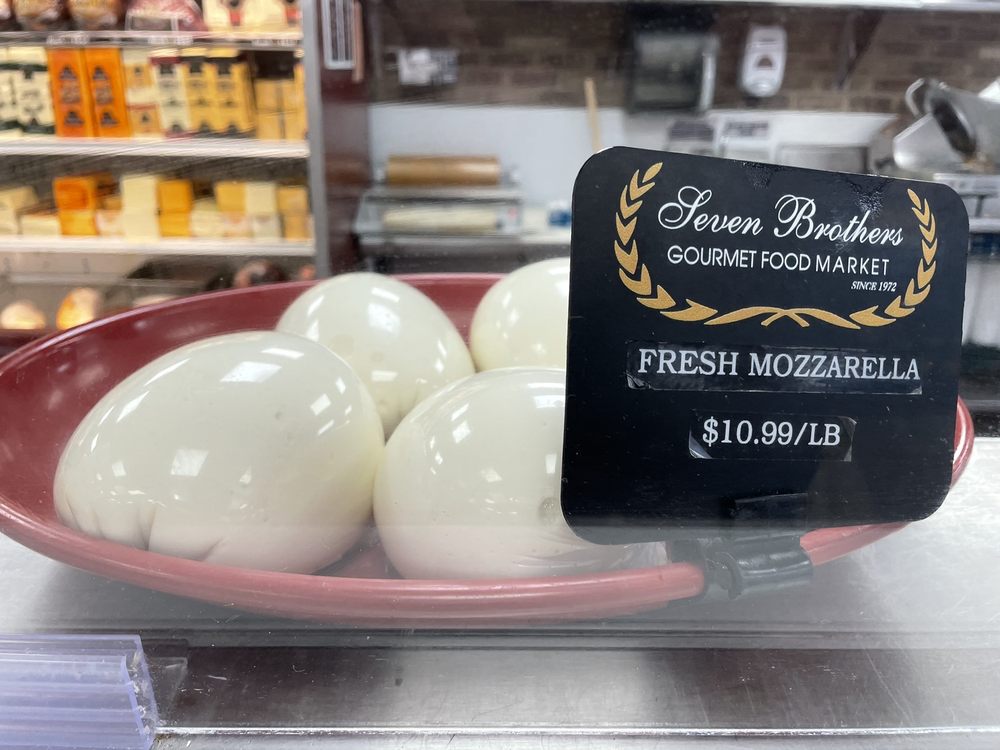 Seven Brothers
GOURMET FOOD MARKET
SINCE 1972
FRESH MOZZARELLA
$10.99/LB